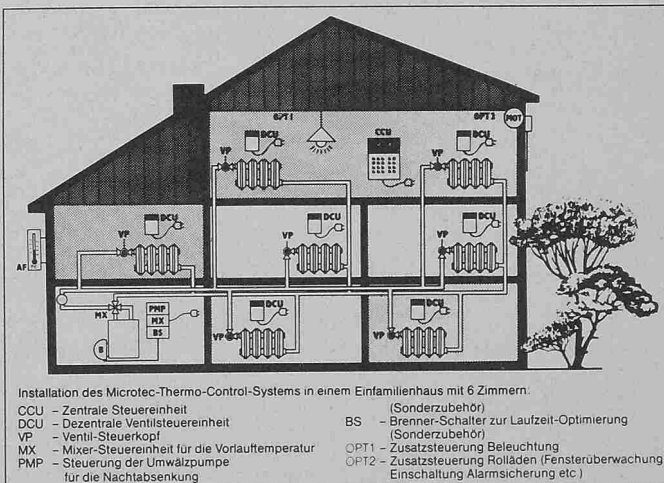 OPT1
OPT2
MOT
DCU
CCU
DCU
VP
VP
DCU
DCU
DCU
VP
VP
VP
AF
MX
PMP
MX
BS
B
DCU
VP
DCU
VP
Installation des Microtec-Thermo-Control-Systems in einem Einfamilienhaus mit 6 Zimmern:
CCU – Zentrale Steuereinheit
DCU – Dezentrale Ventilsteuereinheit
VP – Ventil-Steuerkopf
MX – Mixer-Steuereinheit für die Vorlauftemperatur
PMP – Steuerung der Umwälzpumpe
für die Nachtabsenkung
(Sonderzubehör)
BS – Brenner-Schalter zur Laufzeit-Optimierung
(Sonderzubehör)
OPT1 – Zusatzsteuerung Beleuchtung
OPT2 – Zusatzsteuerung Rolläden (Fensterüberwachung
Einschaltung Alarmsicherung etc.)